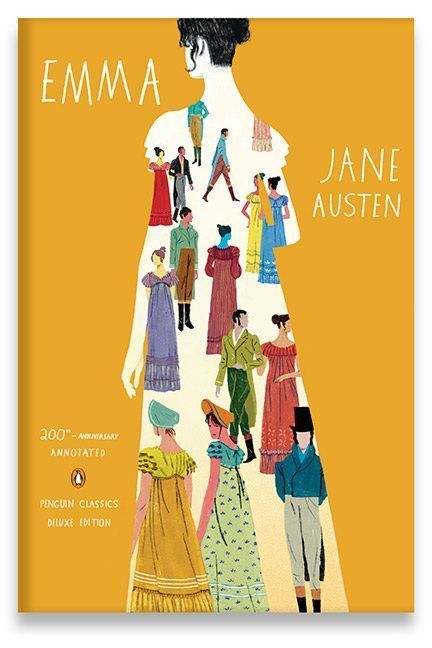 EMMA
JANE
AUSTEN
200TH - ANNIVERSARY
ANNOTATED
PENGUIN CLASSICS
DELUXE EDITION